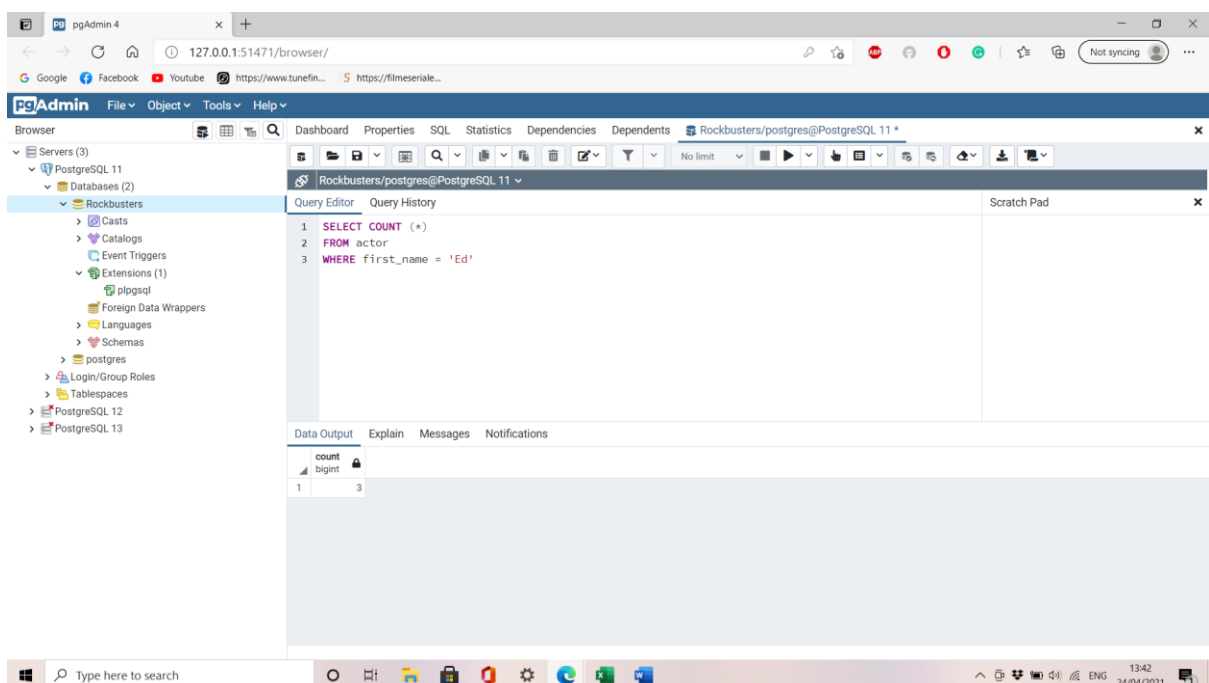 pgAdmin 4
127.0.0.1:51471/browser/
Not syncing
Google Facebook Youtube https://www.tunefin... https://filmeseriale...
pgAdmin File Object Tools Help
Browser
Dashboard Properties SQL Statistics Dependencies Dependents Rockbusters/postgres@PostgreSQL 11 *
Servers (3)
PostgreSQL 11
Databases (2)
Rockbusters
Casts
Catalogs
Event Triggers
Extensions (1)
plpgsql
Foreign Data Wrappers
Languages
Schemas
postgres
Login/Group Roles
Tablespaces
PostgreSQL 12
PostgreSQL 13
No limit
Rockbusters/postgres@PostgreSQL 11
Query Editor Query History
Scratch Pad
1 SELECT COUNT (*)
2 FROM actor
3 WHERE first_name = 'Ed'
Data Output Explain Messages Notifications
count
bigint
1 3
Type here to search
ENG
13:42
24/04/2021